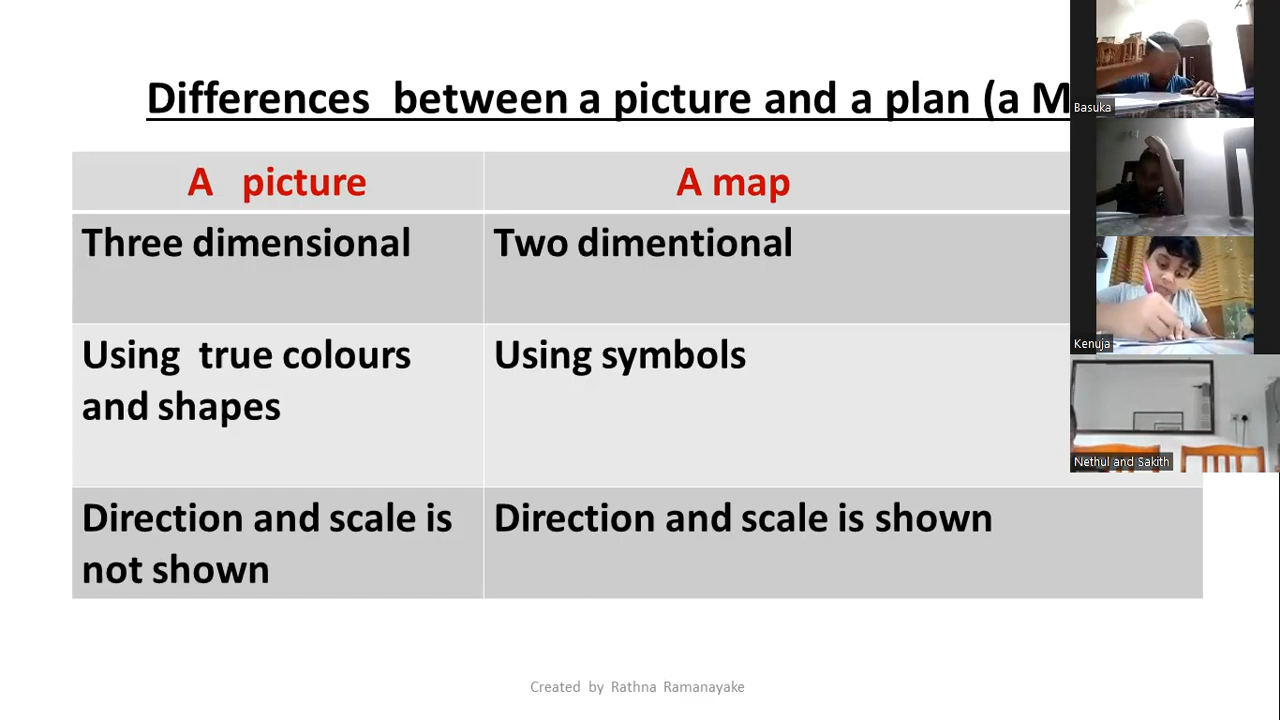 Differences between a picture and a plan (a M
A picture
A map
Three dimensional
Two dimentional
Using true colours
and shapes
Using symbols
Direction and scale is
not shown
Direction and scale is shown
Created by Rathna Ramanayake
Basuka
Kenuja
Nethul and Sakith